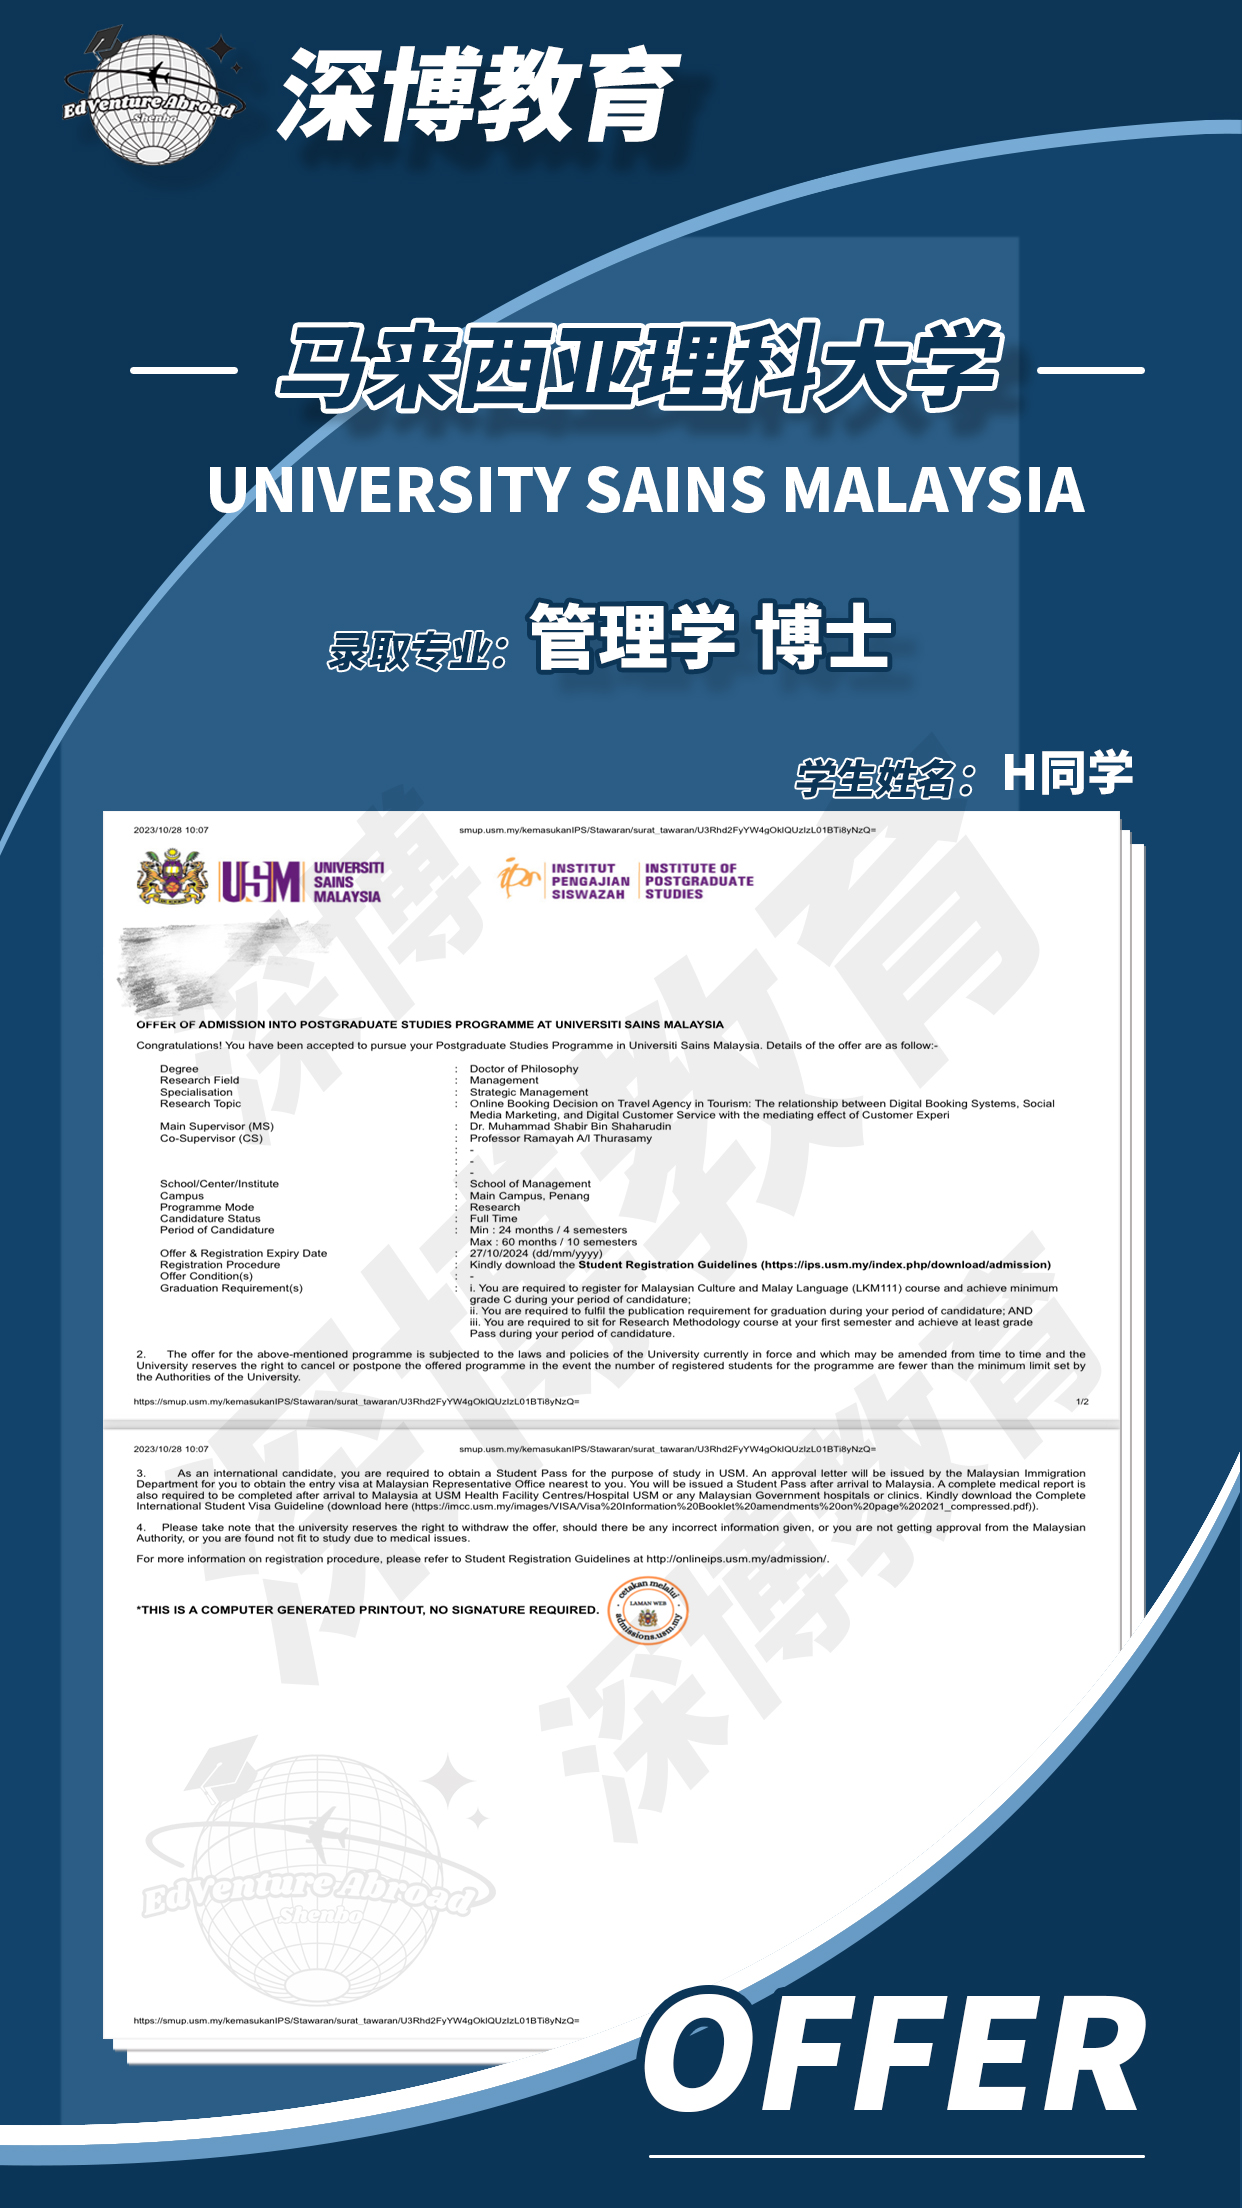 EdVenture Abroad
Shenbo
深博教育
马来西亚理科大学
UNIVERSITY SAINS MALAYSIA
录取专业：管理学 博士
学生姓名：H同学
2023/10/28 10:07 smup.usm.my/kemasukanIPS/Stawaran/surat_tawaran/U3Rhd2FyYW4gOklQUzIzL01BTi8yNzQ=
USM UNIVERSITI SAINS MALAYSIA
ips INSTITUT PENGAJIAN SISWAZAH INSTITUTE OF POSTGRADUATE STUDIES
OFFER OF ADMISSION INTO POSTGRADUATE STUDIES PROGRAMME AT UNIVERSITI SAINS MALAYSIA
Congratulations! You have been accepted to pursue your Postgraduate Studies Programme in Universiti Sains Malaysia. Details of the offer are as follow:-
Degree : Doctor of Philosophy
Research Field : Management
Specialisation : Strategic Management
Research Topic : Online Booking Decision on Travel Agency in Tourism: The relationship between Digital Booking Systems, Social
Media Marketing, and Digital Customer Service with the mediating effect of Customer Experi
Main Supervisor (MS) : Dr. Muhammad Shabir Bin Shaharudin
Co-Supervisor (CS) : Professor Ramayah A/l Thurasamy
: -
: -
: -
School/Center/Institute : School of Management
Campus : Main Campus, Penang
Programme Mode : Research
Candidature Status : Full Time
Period of Candidature : Min : 24 months / 4 semesters
Max : 60 months / 10 semesters
Offer & Registration Expiry Date : 27/10/2024 (dd/mm/yyyy)
Registration Procedure : Kindly download the Student Registration Guidelines (https://ips.usm.my/index.php/download/admission)
Offer Condition(s) : -
Graduation Requirement(s) : i. You are required to register for Malaysian Culture and Malay Language (LKM111) course and achieve minimum
grade C during your period of candidature;
ii. You are required to fulfil the publication requirement for graduation during your period of candidature; AND
iii. You are required to sit for Research Methodology course at your first semester and achieve at least grade
Pass during your period of candidature.
2. The offer for the above-mentioned programme is subjected to the laws and policies of the University currently in force and which may be amended from time to time and the
University reserves the right to cancel or postpone the offered programme in the event the number of registered students for the programme are fewer than the minimum limit set by
the Authorities of the University.
https://smup.usm.my/kemasukanIPS/Stawaran/surat_tawaran/U3Rhd2FyYW4gOklQUzIzL01BTi8yNzQ= 1/2
2023/10/28 10:07 smup.usm.my/kemasukanIPS/Stawaran/surat_tawaran/U3Rhd2FyYW4gOklQUzIzL01BTi8yNzQ=
3. As an international candidate, you are required to obtain a Student Pass for the purpose of study in USM. An approval letter will be issued by the Malaysian Immigration
Department for you to obtain the entry visa at Malaysian Representative Office nearest to you. You will be issued a Student Pass after arrival to Malaysia. A complete medical report is
also required to be completed after arrival to Malaysia at USM Health Facility Centres/Hospital USM or any Malaysian Government hospitals or clinics. Kindly download the Complete
International Student Visa Guideline (download here (https://imcc.usm.my/images/VISA/Visa%20Information%20Booklet%20amendments%20on%20page%202021_compressed.pdf)).
4. Please take note that the university reserves the right to withdraw the offer, should there be any incorrect information given, or you are not getting approval from the Malaysian
Authority, or you are found not fit to study due to medical issues.
For more information on registration procedure, please refer to Student Registration Guidelines at http://onlineips.usm.my/admission/.
*THIS IS A COMPUTER GENERATED PRINTOUT, NO SIGNATURE REQUIRED.
cetakan melalui
LAMAN WEB
admissions.usm.my
深博教育
深博教育
深博
EdVenture Abroad
Shenbo
https://smup.usm.my/kemasukanIPS/Stawaran/surat_tawaran/U3Rhd2FyYW4gOklQUzIzL01BTi8yNzQ=
OFFER